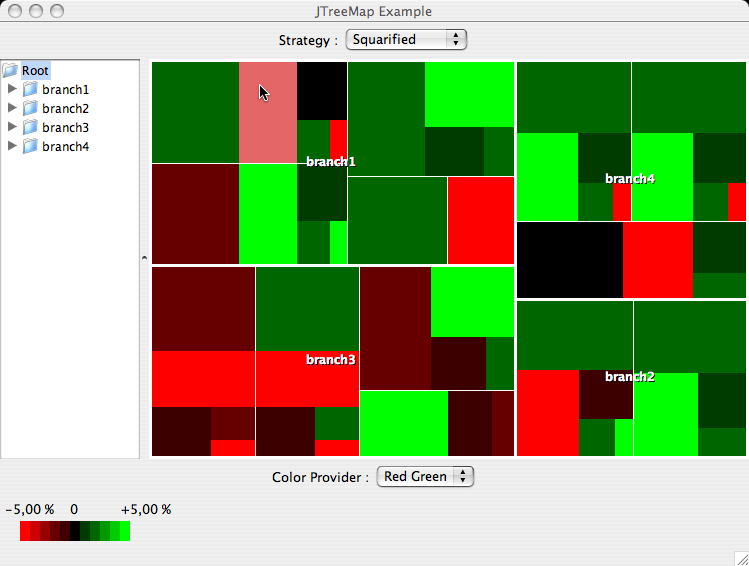 JTreeMap Example
Strategy : Squarified
Root
branch1
branch2
branch3
branch4
branch1
branch4
branch3
branch2
Color Provider : Red Green
-5,00 % 0 +5,00 %